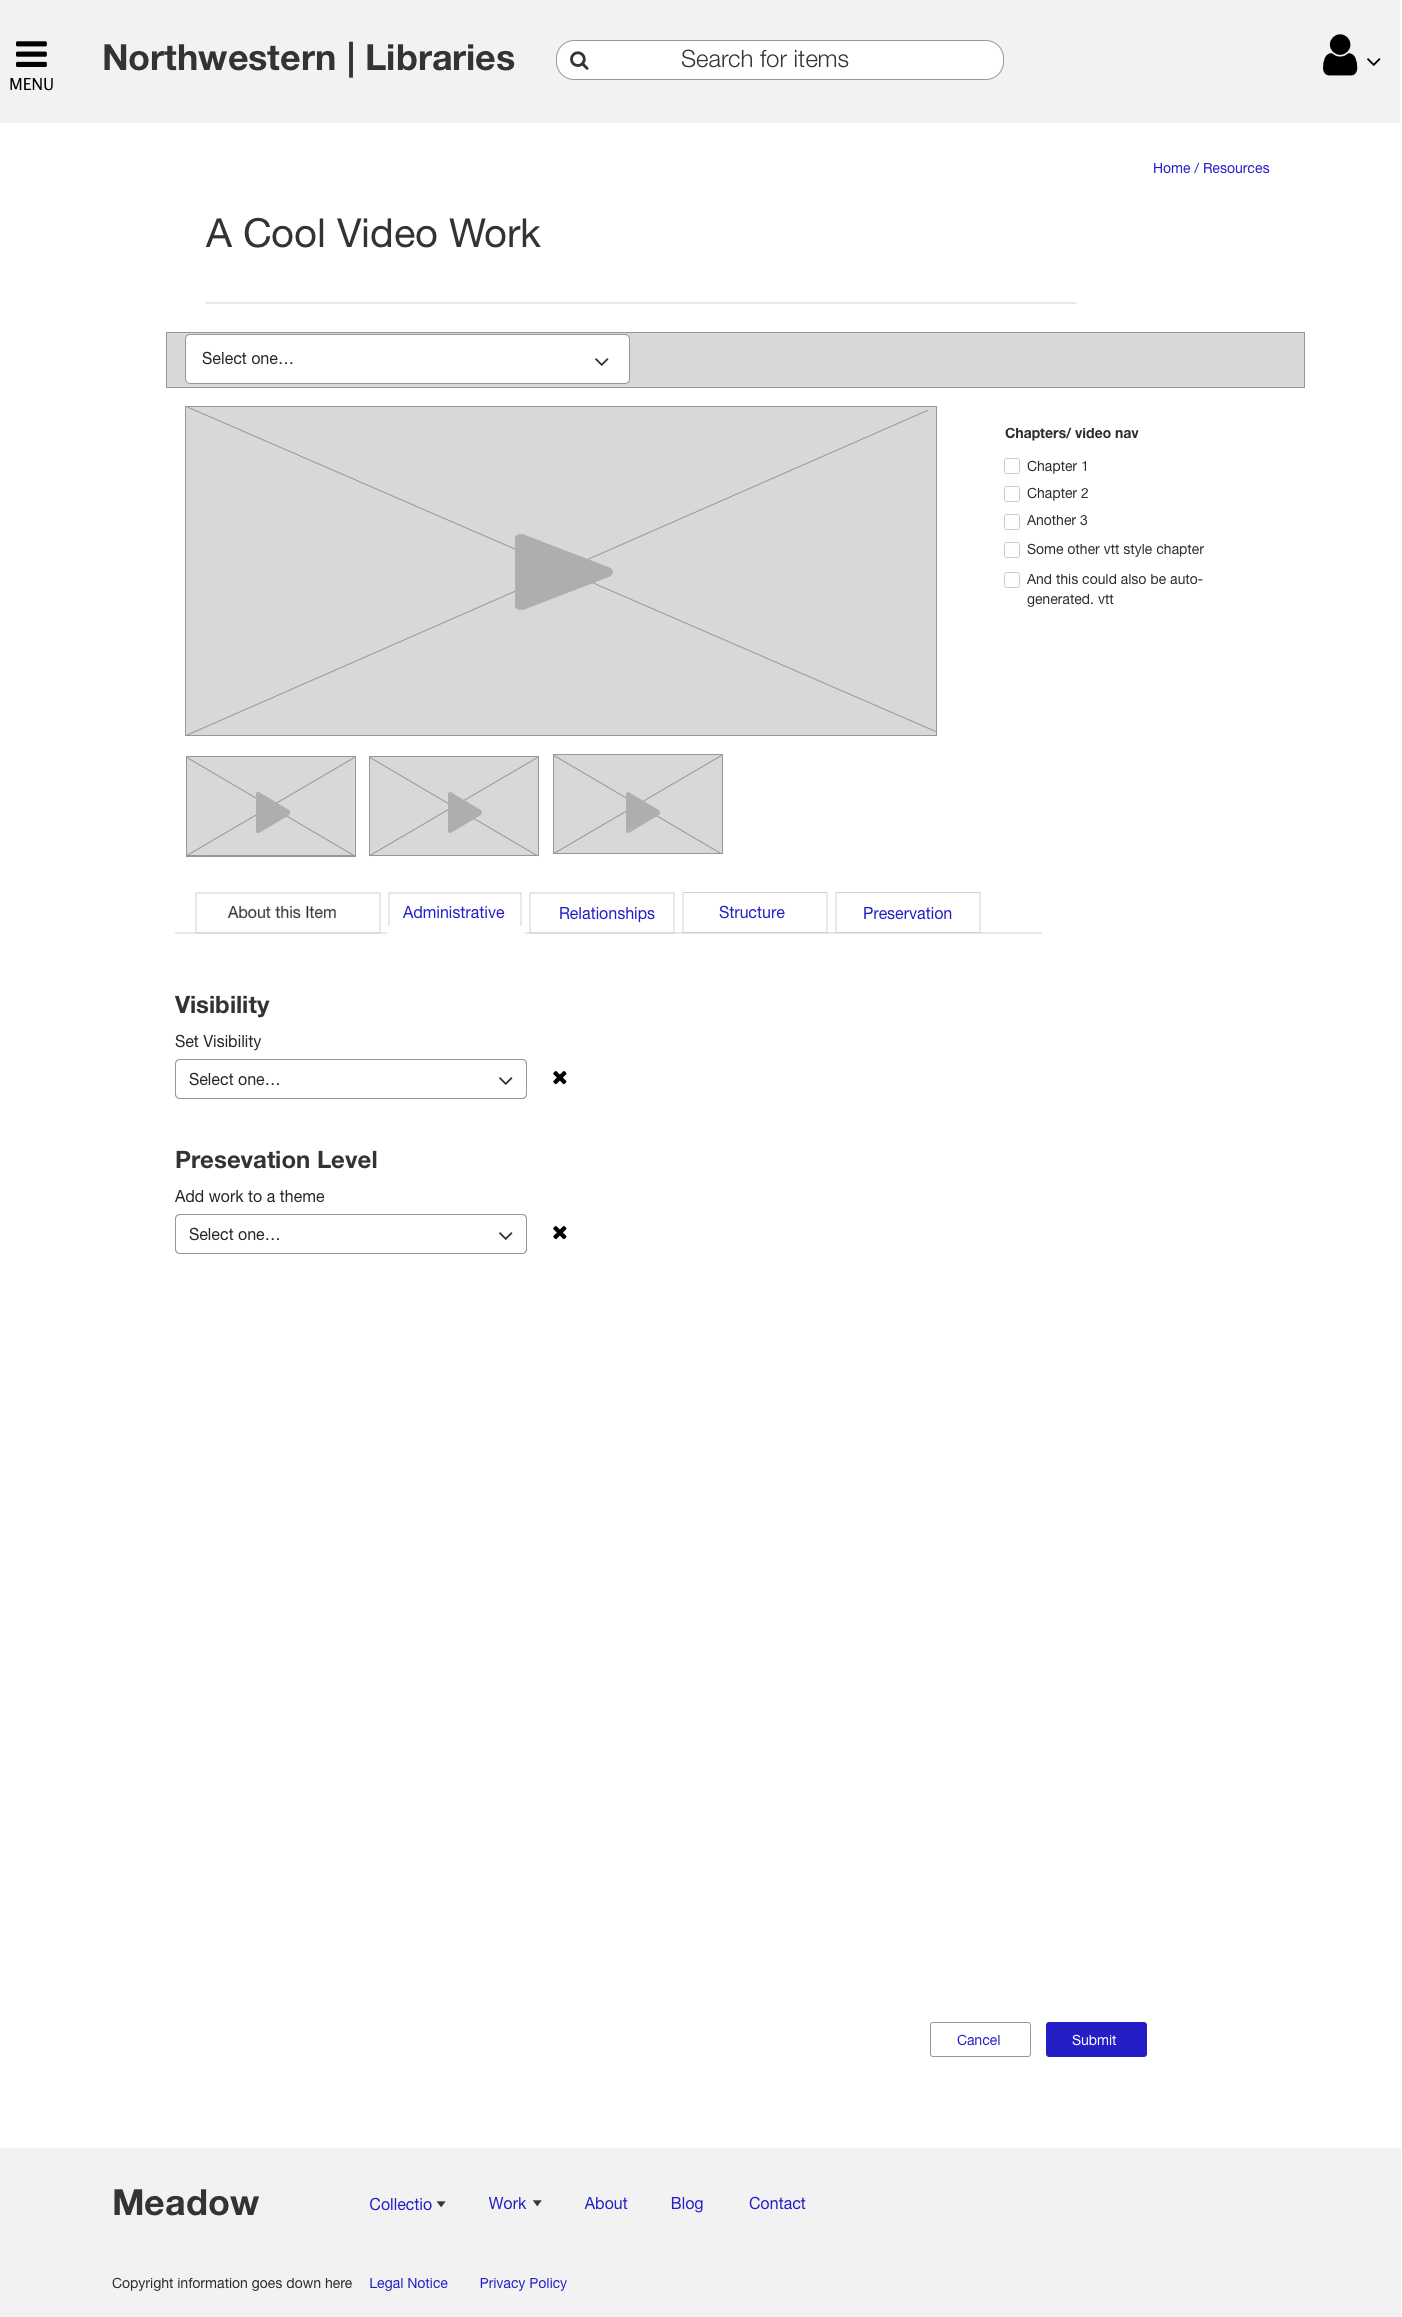 MENU
Northwestern | Libraries
Search for items
Home / Resources
A Cool Video Work
Select one...
Chapters/ video nav
Chapter 1
Chapter 2
Another 3
Some other vtt style chapter
And this could also be auto-
generated. vtt
About this Item
Administrative
Relationships
Structure
Preservation
Visibility
Set Visibility
Select one...
Presevation Level
Add work to a theme
Select one...
Cancel
Submit
Meadow
Collectio
Work
About
Blog
Contact
Copyright information goes down here
Legal Notice
Privacy Policy